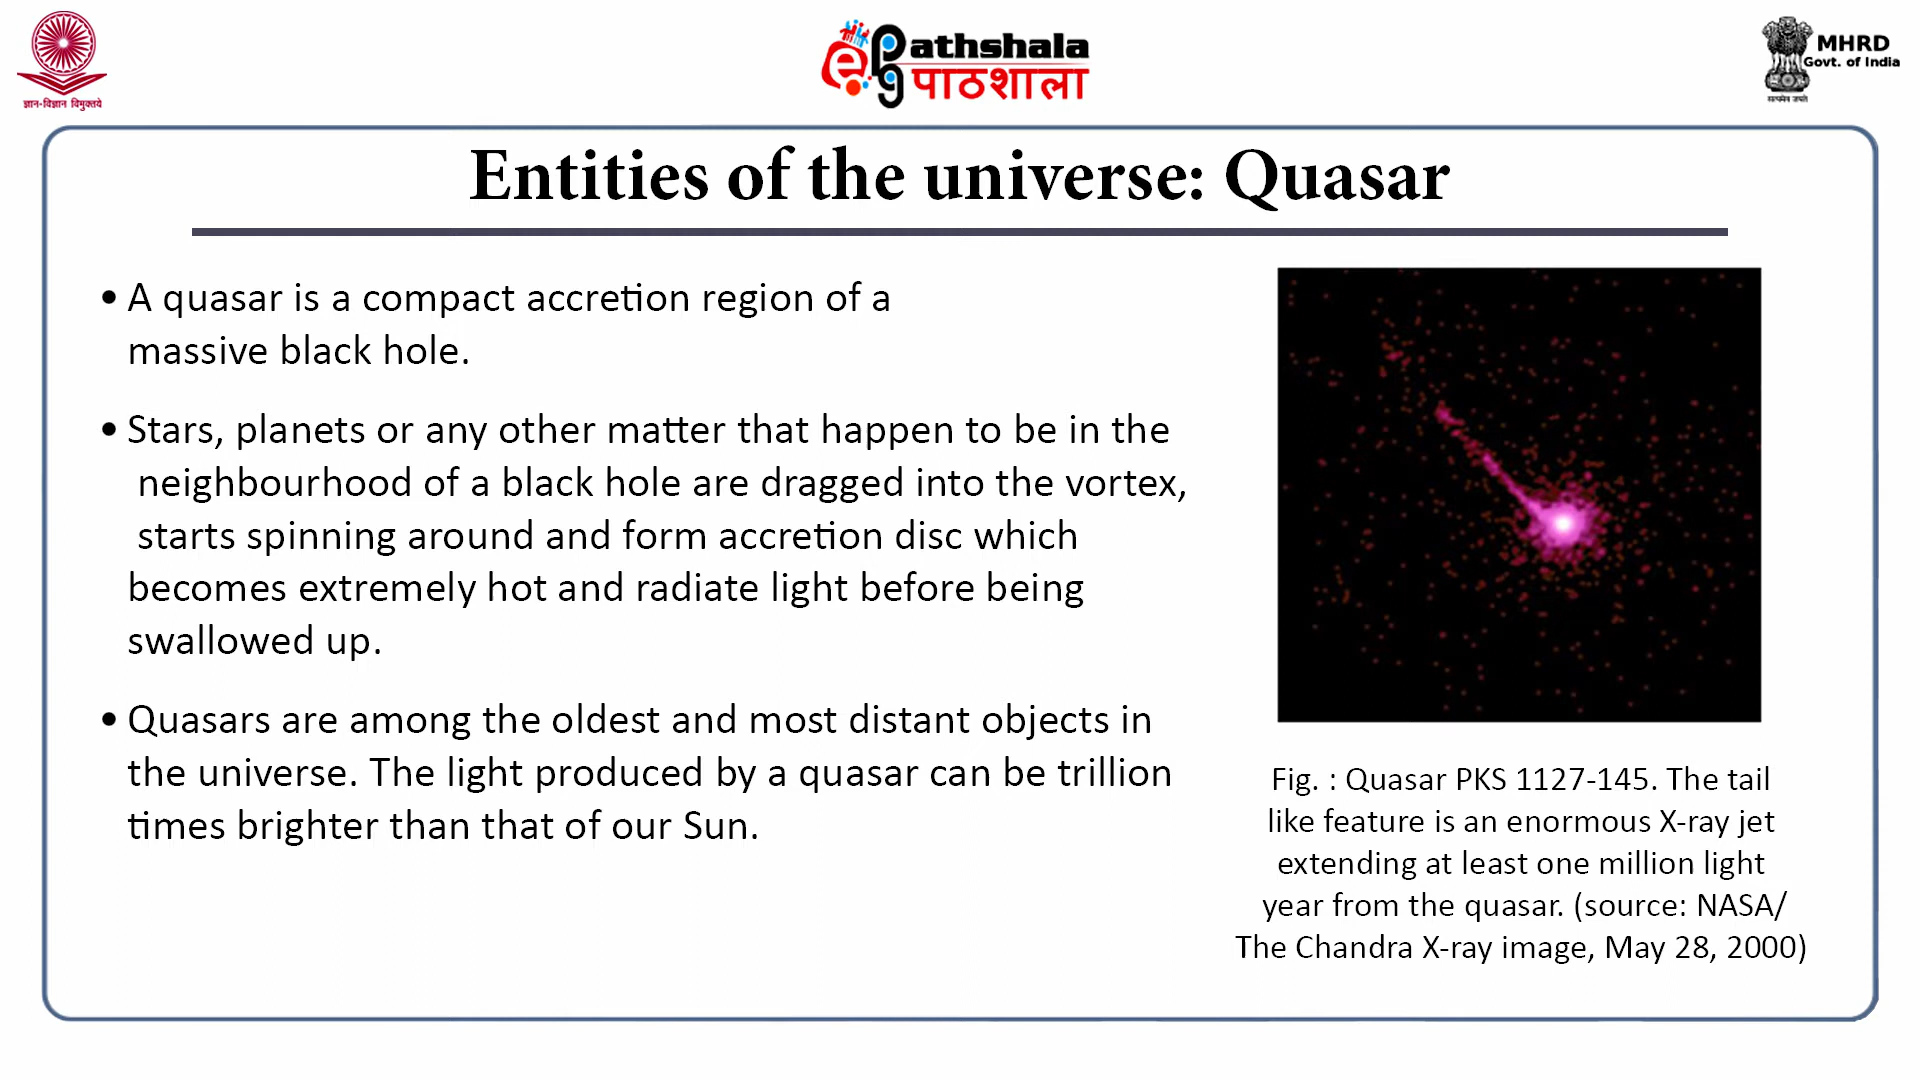 ज्ञान-विज्ञान विमुक्तये
e
pg
athshala
पाठशाला
MHRD
Govt. of India
सत्यमेव जयते
Entities of the universe: Quasar
• A quasar is a compact accretion region of a
massive black hole.
• Stars, planets or any other matter that happen to be in the
neighbourhood of a black hole are dragged into the vortex,
starts spinning around and form accretion disc which
becomes extremely hot and radiate light before being
swallowed up.
• Quasars are among the oldest and most distant objects in
the universe. The light produced by a quasar can be trillion
times brighter than that of our Sun.
Fig. : Quasar PKS 1127-145. The tail
like feature is an enormous X-ray jet
extending at least one million light
year from the quasar. (source: NASA/
The Chandra X-ray image, May 28, 2000)